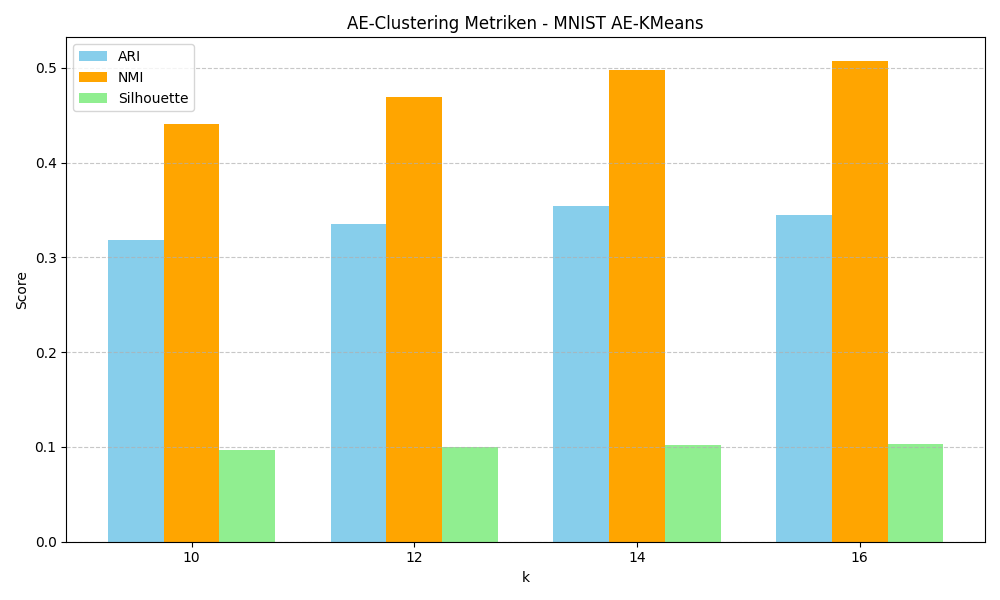 AE-Clustering Metriken - MNIST AE-KMeans
ARI
NMI
Silhouette
0.5
0.4
0.3
0.2
0.1
0.0
Score
10 12 14 16
k